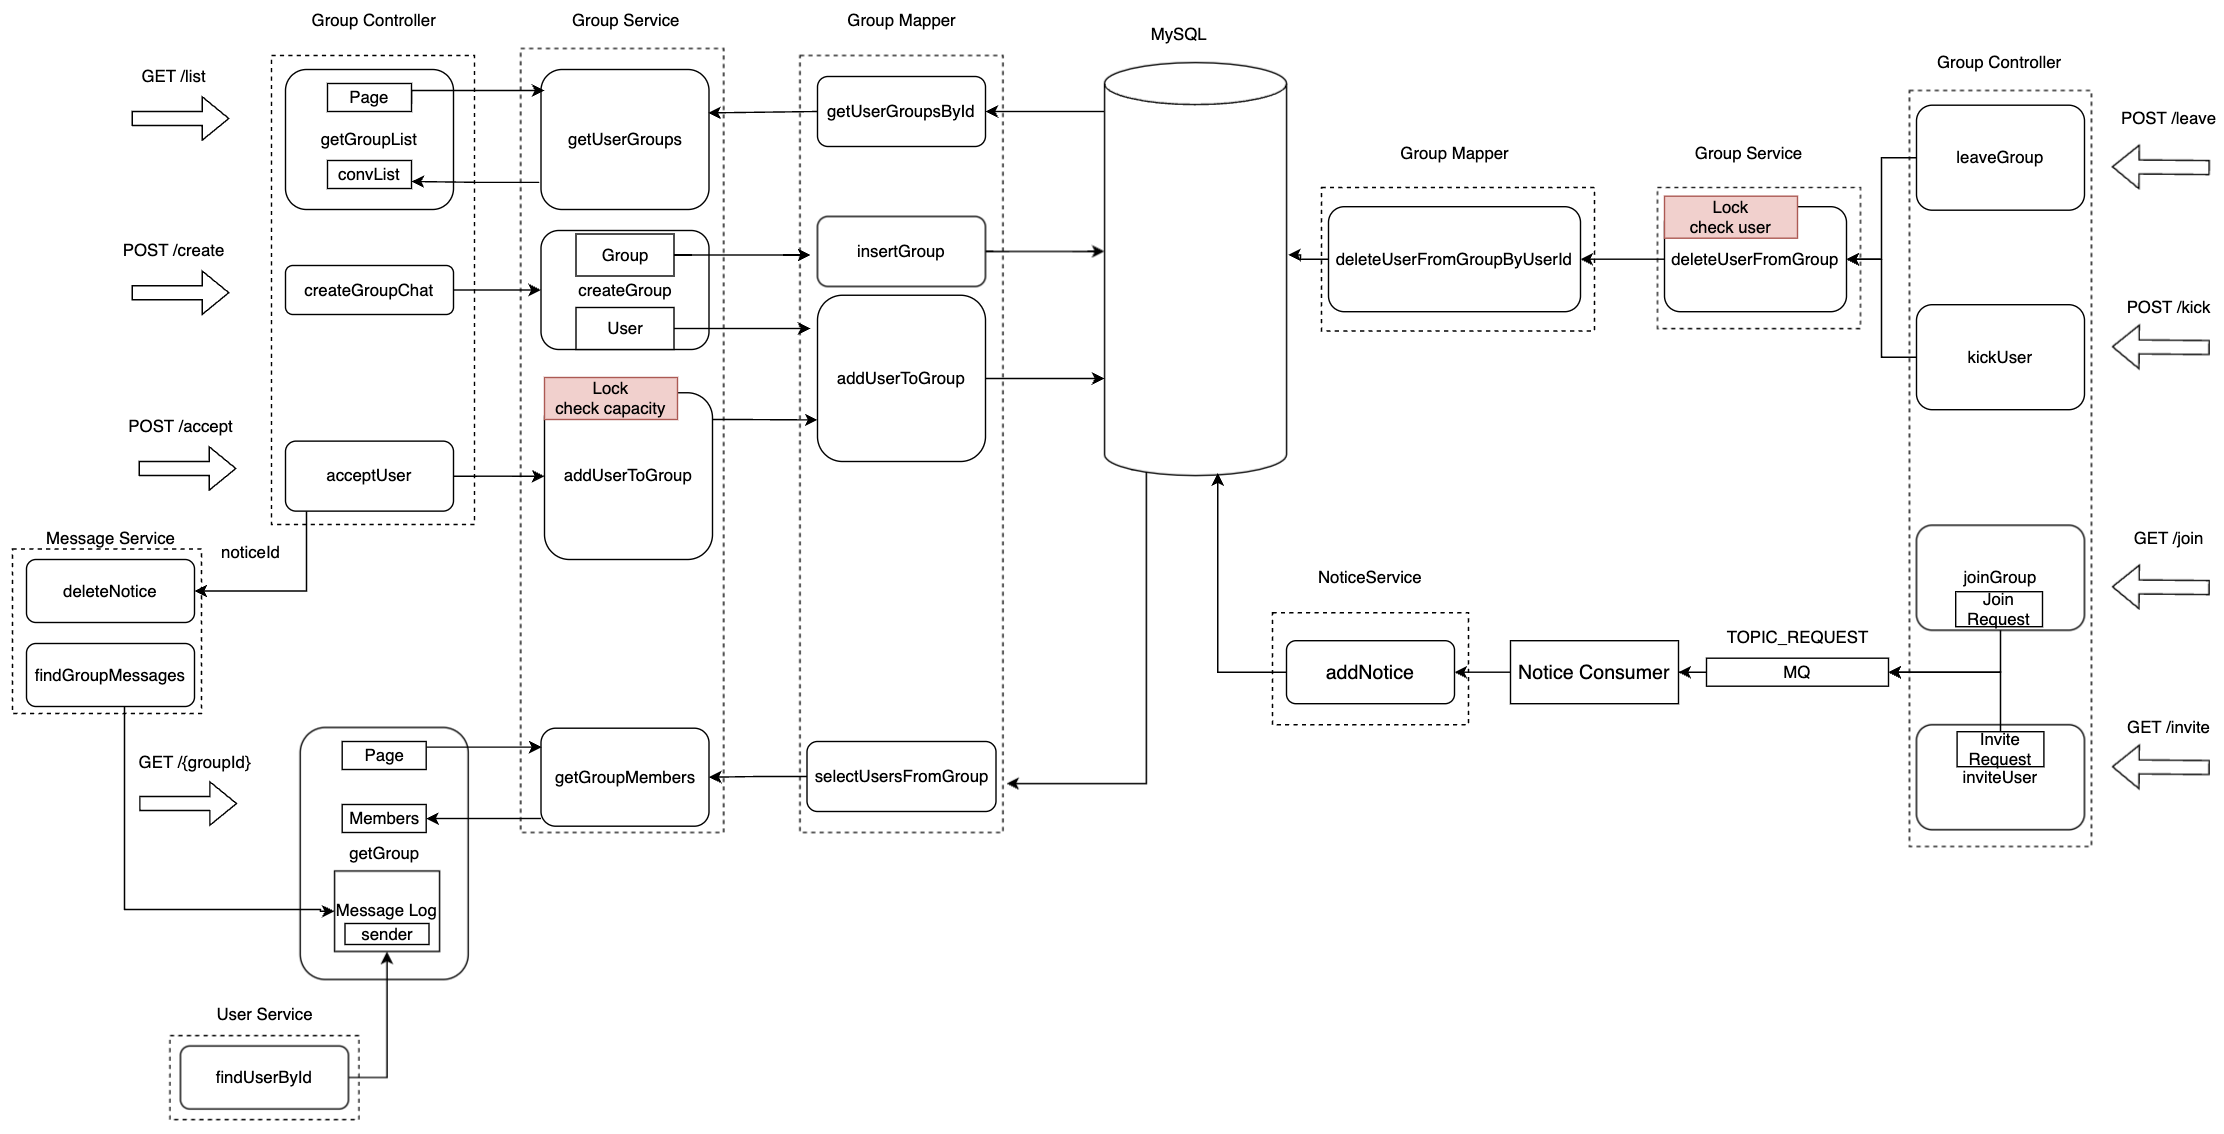 Group Controller
Group Service
Group Mapper
MySQL
Group Controller
GET /list
Page
getGroupList
convList
getUserGroups
getUserGroupsById
POST /create
createGroupChat
Group
createGroup
User
insertGroup
addUserToGroup
POST /accept
acceptUser
Lock
check capacity
addUserToGroup
Message Service
noticeId
deleteNotice
findGroupMessages
GET /{groupId}
Page
Members
getGroup
Message Log
sender
getGroupMembers
selectUsersFromGroup
User Service
findUserById
Group Mapper
deleteUserFromGroupByUserId
Group Service
Lock
check user
deleteUserFromGroup
leaveGroup
POST /leave
kickUser
POST /kick
NoticeService
addNotice
Notice Consumer
TOPIC_REQUEST
MQ
joinGroup
Join
Request
GET /join
Invite
Request
inviteUser
GET /invite